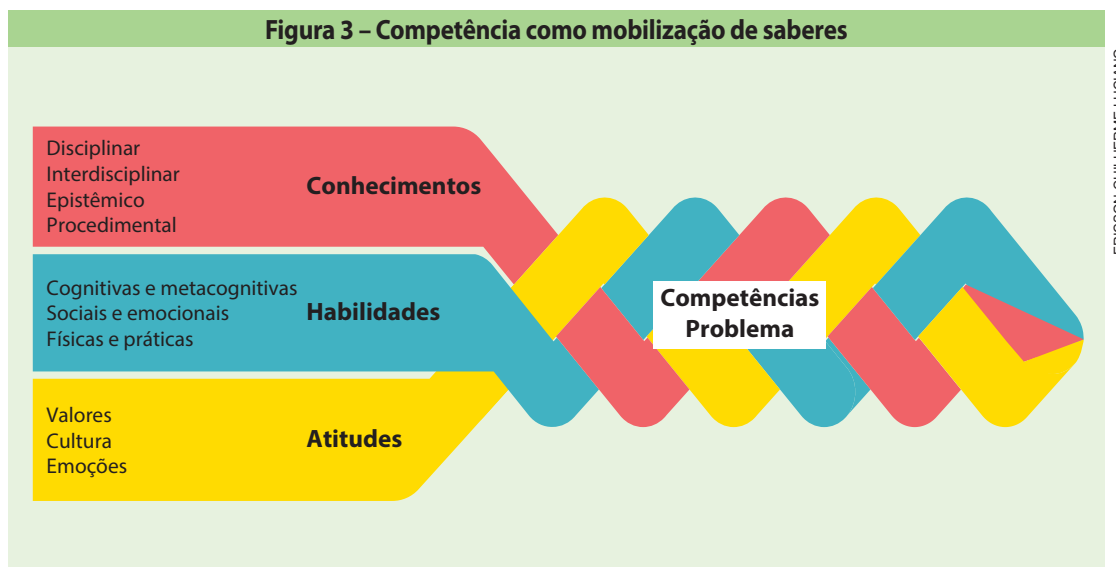 Figura 3 – Competência como mobilização de saberes
Disciplinar
Interdisciplinar
Epistêmico
Procedimental
Conhecimentos
Cognitivas e metacognitivas
Sociais e emocionais
Físicas e práticas
Habilidades
Valores
Cultura
Emoções
Atitudes
Competências
Problema